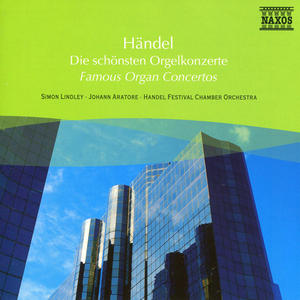 NAXOS
Händel
Die schönsten Orgelkonzerte
Famous Organ Concertos
SIMON LINDLEY · JOHANN ARATORE · HANDEL FESTIVAL CHAMBER ORCHESTRA